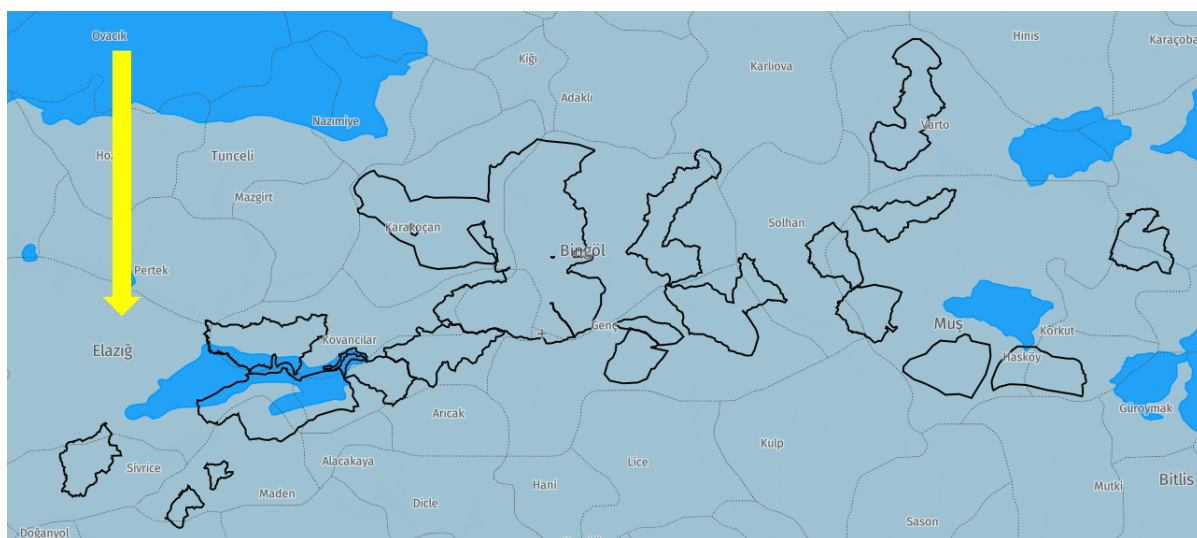 Ovacık
Hınıs
Karaçoba
Kiğı
Karlıova
Adaklı
Nazımiye
Varto
Hoz
Tunceli
Mazgirt
Karakoçan
Solhan
Bingöl
Pertek
Genç
Muş
Körkut
Elazığ
Kovancılar
Hasköy
Arıcak
Güroymak
Sivrice
Alacakaya
Lice
Kulp
Maden
Hani
Mutki
Bitlis
Dicle
Sason
Doğanyol